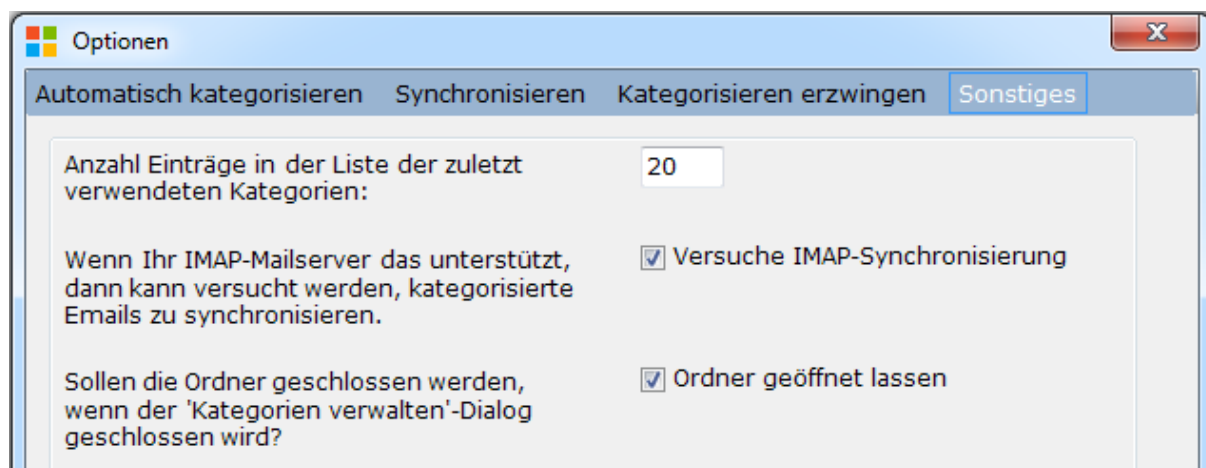 Optionen
Automatisch kategorisieren Synchronisieren Kategorisieren erzwingen Sonstiges
Anzahl Einträge in der Liste der zuletzt
verwendeten Kategorien:
20
Wenn Ihr IMAP-Mailserver das unterstützt,
dann kann versucht werden, kategorisierte
Emails zu synchronisieren.
Versuche IMAP-Synchronisierung
Sollen die Ordner geschlossen werden,
wenn der 'Kategorien verwalten'-Dialog
geschlossen wird?
Ordner geöffnet lassen